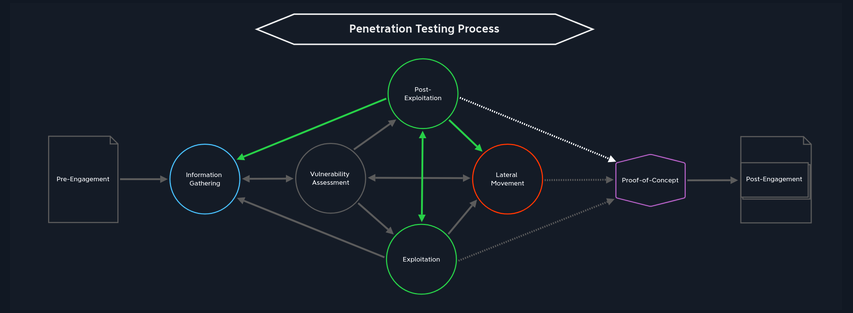 Penetration Testing Process
Post-
Exploitation
Pre-Engagement
Information
Gathering
Vulnerability
Assessment
Lateral
Movement
Proof-of-Concept
Post-Engagement
Exploitation